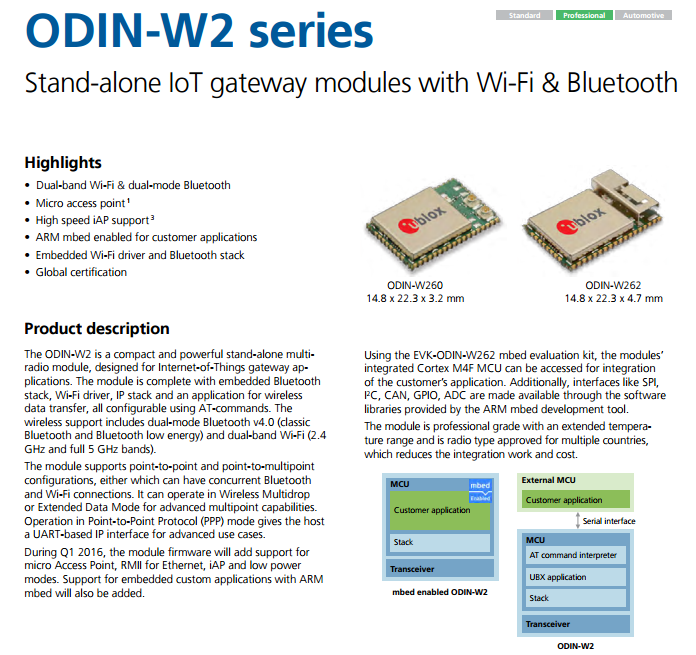 ODIN-W2 series
Standard Professional Automotive
Stand-alone IoT gateway modules with Wi-Fi & Bluetooth
Highlights
• Dual-band Wi-Fi & dual-mode Bluetooth
• Micro access point 1
• High speed iAP support 3
• ARM mbed enabled for customer applications
• Embedded Wi-Fi driver and Bluetooth stack
• Global certification
ublox
ublox
ODIN-W260
14.8 x 22.3 x 3.2 mm
ODIN-W262
14.8 x 22.3 x 4.7 mm
Product description
The ODIN-W2 is a compact and powerful stand-alone multi-
radio module, designed for Internet-of-Things gateway ap-
plications. The module is complete with embedded Bluetooth
stack, Wi-Fi driver, IP stack and an application for wireless
data transfer, all configurable using AT-commands. The
wireless support includes dual-mode Bluetooth v4.0 (classic
Bluetooth and Bluetooth low energy) and dual-band Wi-Fi (2.4
GHz and full 5 GHz bands).
The module supports point-to-point and point-to-multipoint
configurations, either which can have concurrent Bluetooth
and Wi-Fi connections. It can operate in Wireless Multidrop
or Extended Data Mode for advanced multipoint capabilities.
Operation in Point-to-Point Protocol (PPP) mode gives the host
a UART-based IP interface for advanced use cases.
During Q1 2016, the module firmware will add support for
micro Access Point, RMII for Ethernet, iAP and low power
modes. Support for embedded custom applications with ARM
mbed will also be added.
Using the EVK-ODIN-W262 mbed evaluation kit, the modules'
integrated Cortex M4F MCU can be accessed for integration
of the customer's application. Additionally, interfaces like SPI,
I²C, CAN, GPIO, ADC are made available through the software
libraries provided by the ARM mbed development tool.
The module is professional grade with an extended tempera-
ture range and is radio type approved for multiple countries,
which reduces the integration work and cost.
MCU
mbed
Enabled
Customer application
Stack
Transceiver
mbed enabled ODIN-W2
External MCU
Customer application
Serial interface
MCU
AT command interpreter
UBX application
Stack
Transceiver
ODIN-W2